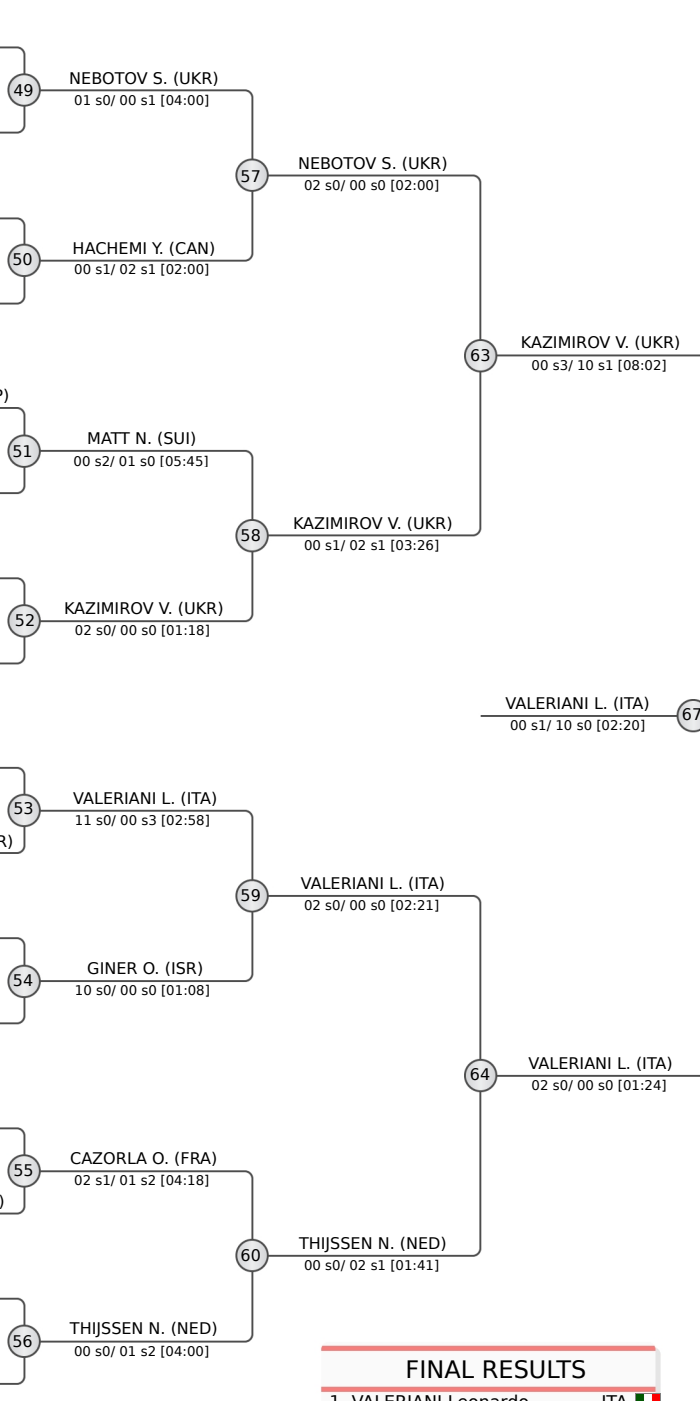 NEBOTOV S. (UKR)
49
01 s0/ 00 s1 [04:00]
NEBOTOV S. (UKR)
57
02 s0/ 00 s0 [02:00]
HACHEMI Y. (CAN)
50
00 s1/ 02 s1 [02:00]
KAZIMIROV V. (UKR)
63
00 s3/ 10 s1 [08:02]
MATT N. (SUI)
51
00 s2/ 01 s0 [05:45]
KAZIMIROV V. (UKR)
58
00 s1/ 02 s1 [03:26]
KAZIMIROV V. (UKR)
52
02 s0/ 00 s0 [01:18]
VALERIANI L. (ITA)
67
00 s1/ 10 s0 [02:20]
VALERIANI L. (ITA)
53
11 s0/ 00 s3 [02:58]
R)
VALERIANI L. (ITA)
59
02 s0/ 00 s0 [02:21]
GINER O. (ISR)
54
10 s0/ 00 s0 [01:08]
VALERIANI L. (ITA)
64
02 s0/ 00 s0 [01:24]
CAZORLA O. (FRA)
55
02 s1/ 01 s2 [04:18]
)
THIJSSEN N. (NED)
60
00 s0/ 02 s1 [01:41]
THIJSSEN N. (NED)
56
00 s0/ 01 s2 [04:00]
FINAL RESULTS
1. VALERIANI Leonardo ITA